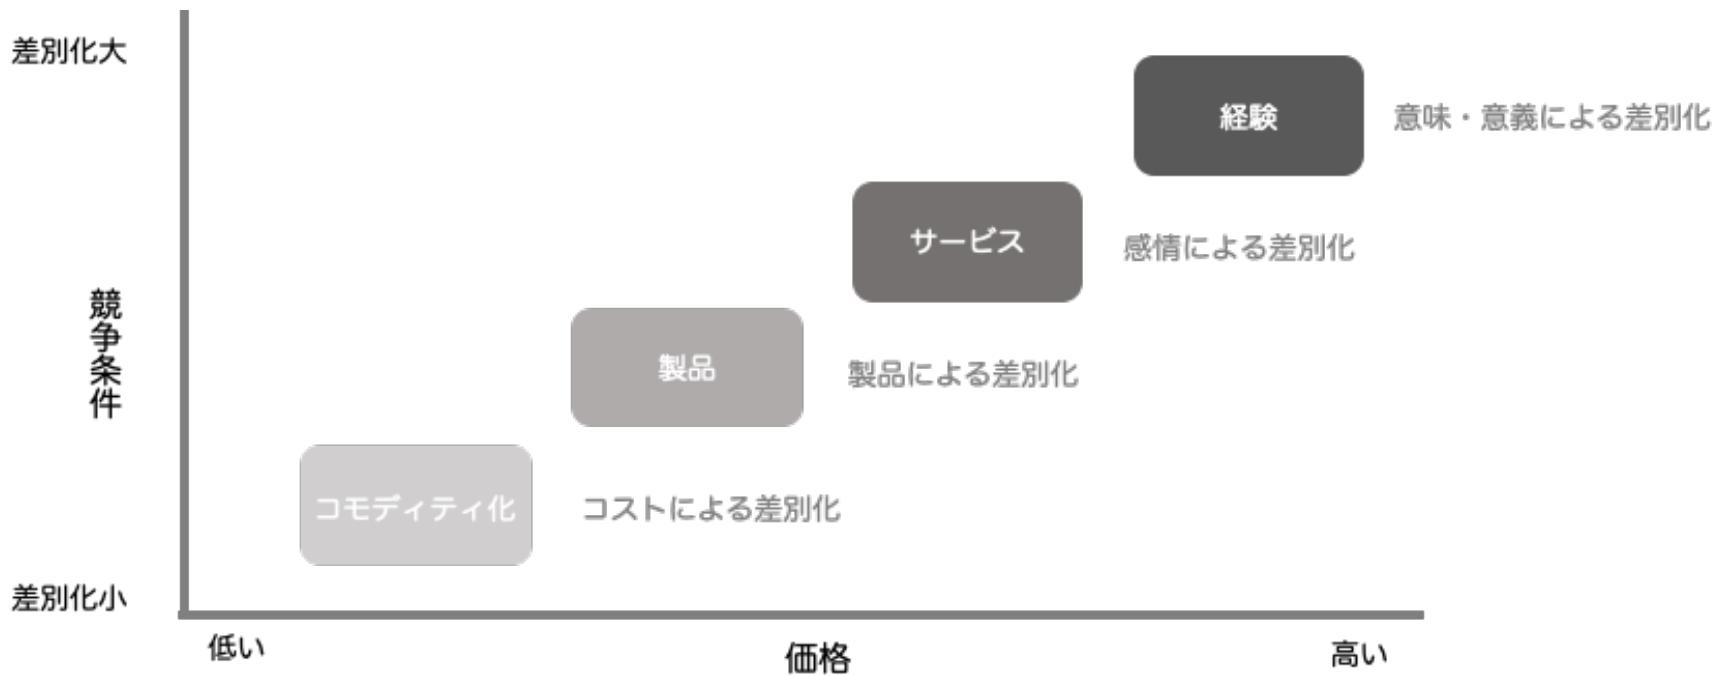 差別化大
経験
意味・意義による差別化
サービス
感情による差別化
競争条件
製品
製品による差別化
コモディティ化
コストによる差別化
差別化小
低い
価格
高い